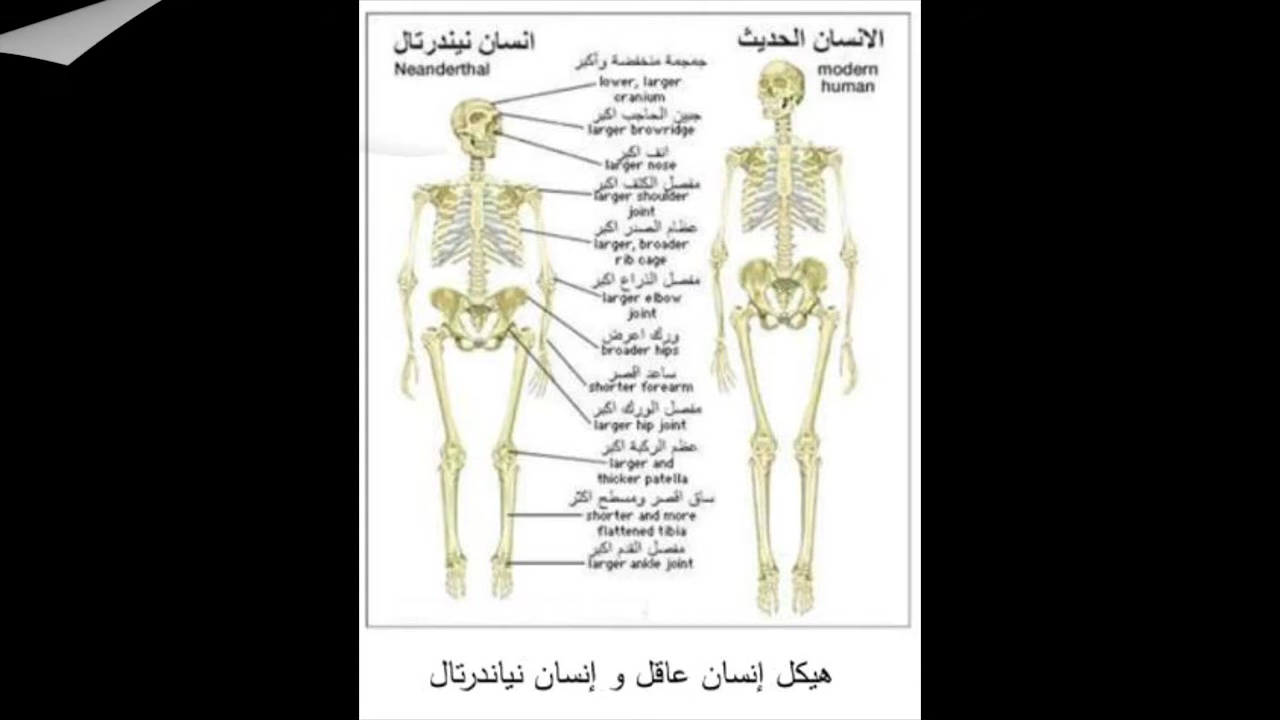 انسان نيندرتال
Neanderthal
الانسان الحديث
modern
human
جمجمة منخفضة وأكبر
lower, larger
cranium
جبين الحاجب اكبر
larger browridge
انف اكبر
larger nose
مفصل الكتف اكبر
larger shoulder
joint
عظام الصدر اكبر
larger, broader
rib cage
مفصل الذراع اكبر
larger elbow
joint
ورك اعرض
broader hips
ساعد اقصر
shorter forearm
مفصل الورك اكبر
larger hip joint
عظم الركبة اكبر
larger and
thicker patella
ساق اقصر ومسطح اكثر
shorter and more
flattened tibia
مفصل القدم اكبر
larger ankle joint
هيكل إنسان عاقل و إنسان نياندرتال